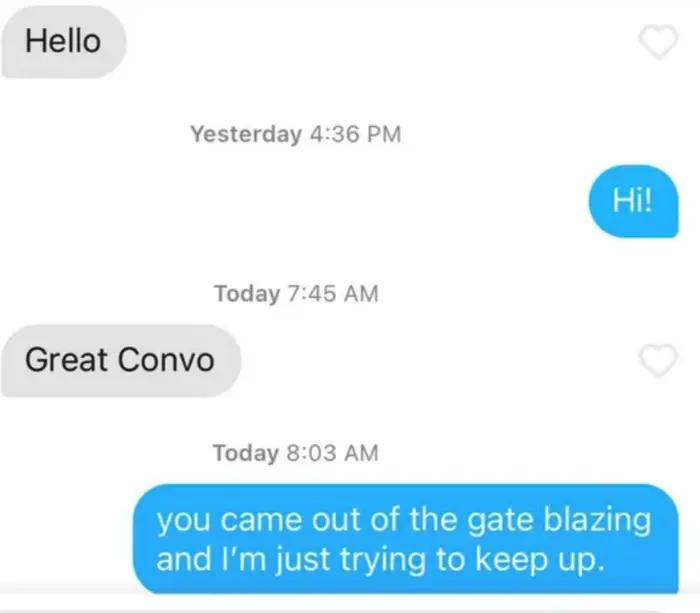 Hello
Yesterday 4:36 PM
Hi!
Today 7:45 AM
Great Convo
Today 8:03 AM
you came out of the gate blazing
and I'm just trying to keep up.